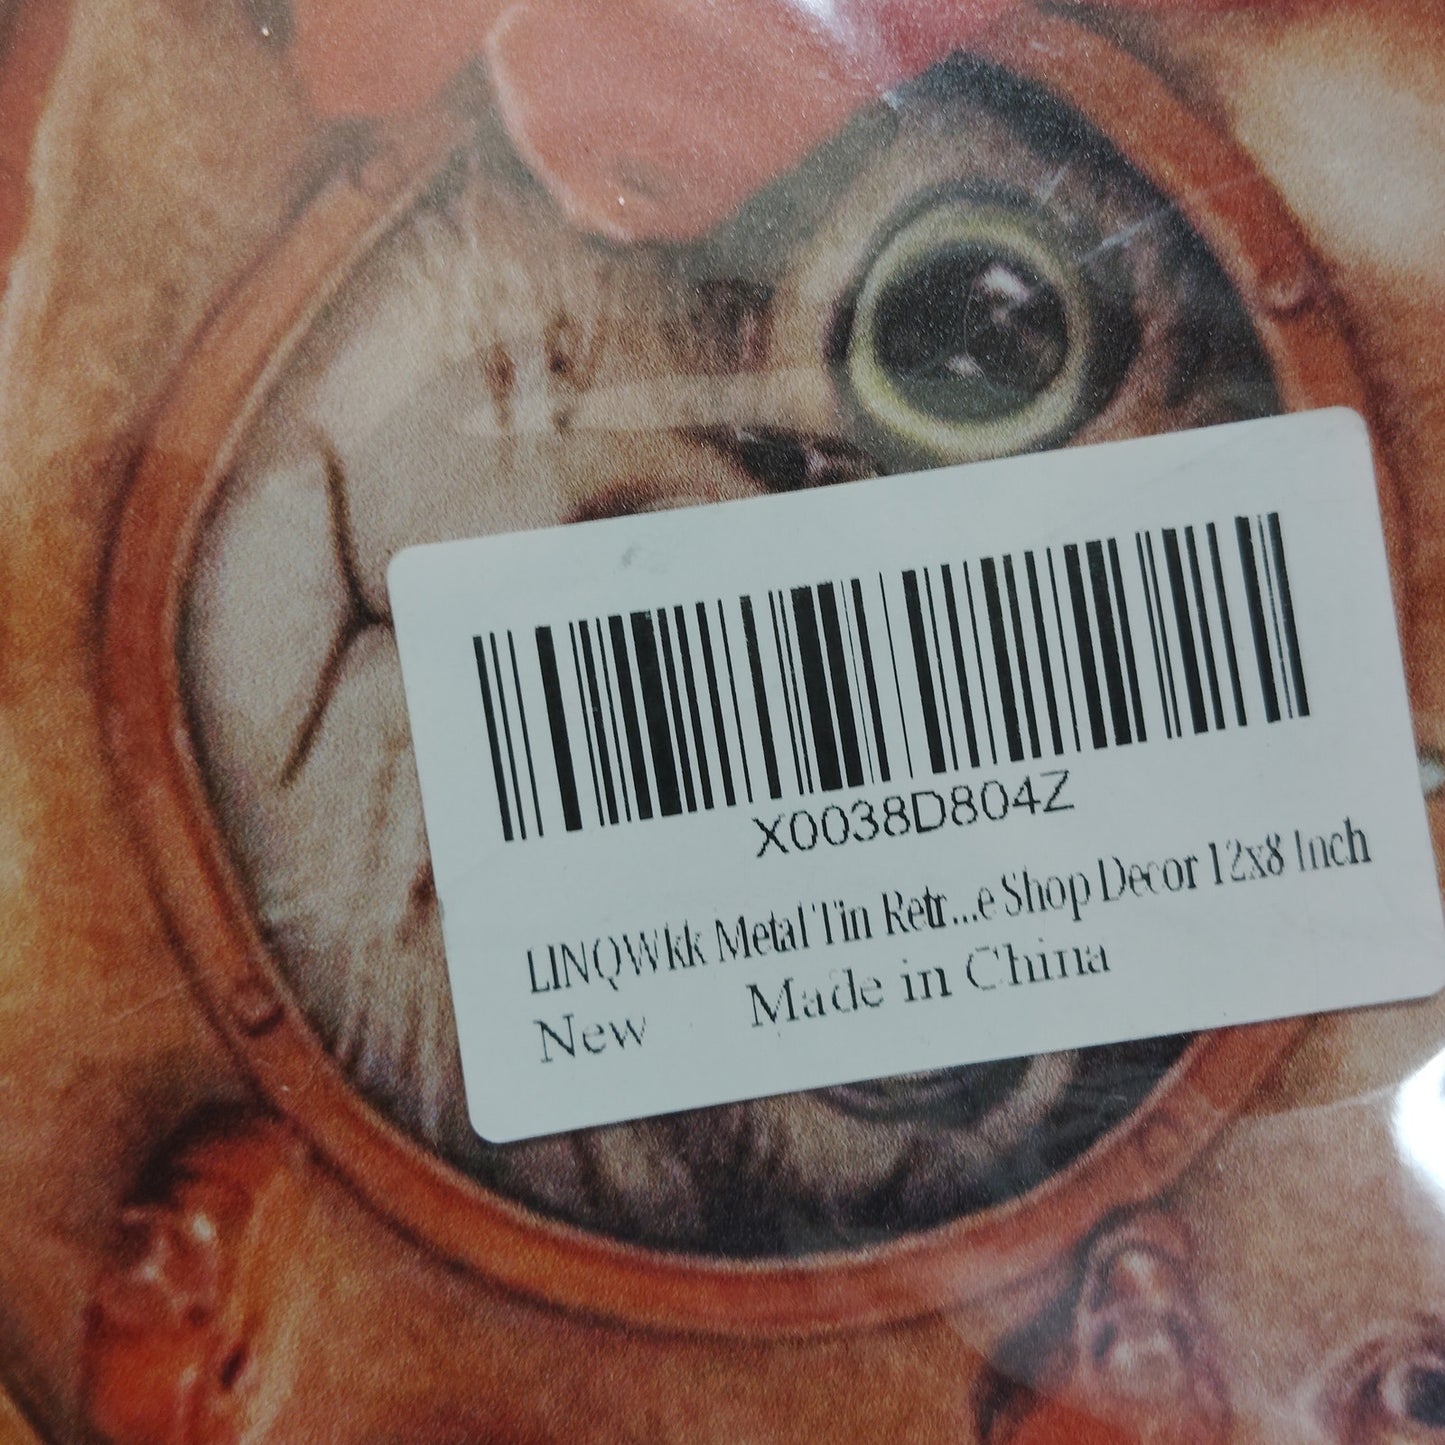 X0038D804Z
LINQWkk Metal Tin Retr...e Shop Decor 12x8 Inch
New Made in China